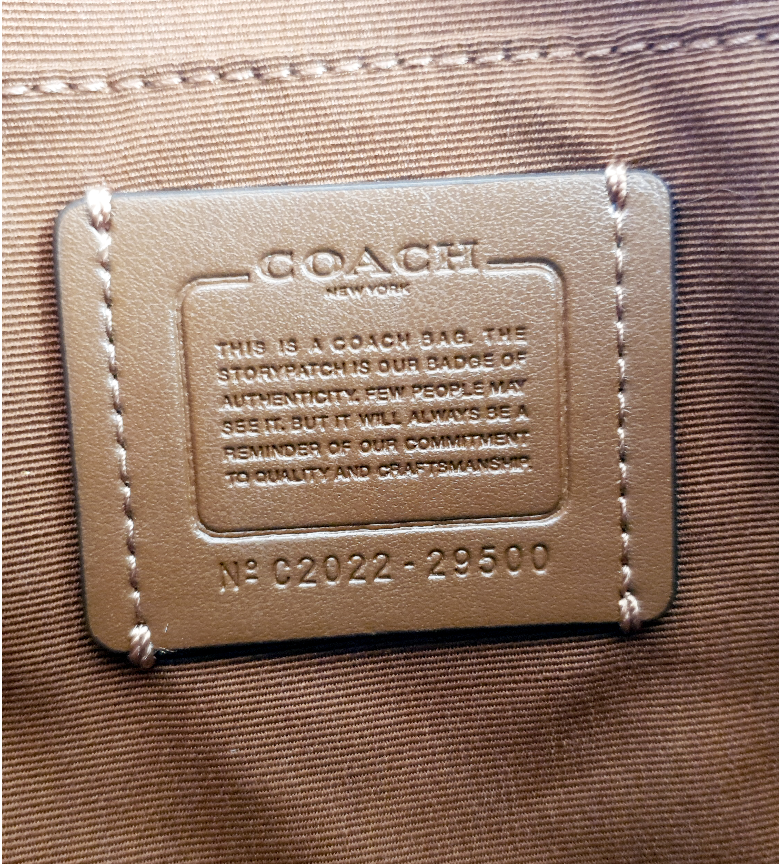 COACH
NEW YORK
THIS IS A COACH BAG. THE
STORYPATCH IS OUR BADGE OF
AUTHENTICITY. FEW PEOPLE MAY
SEE IT. BUT IT WILL ALWAYS BE A
REMINDER OF OUR COMMITMENT
TO QUALITY AND CRAFTSMANSHIP.
Nº C2022-29500